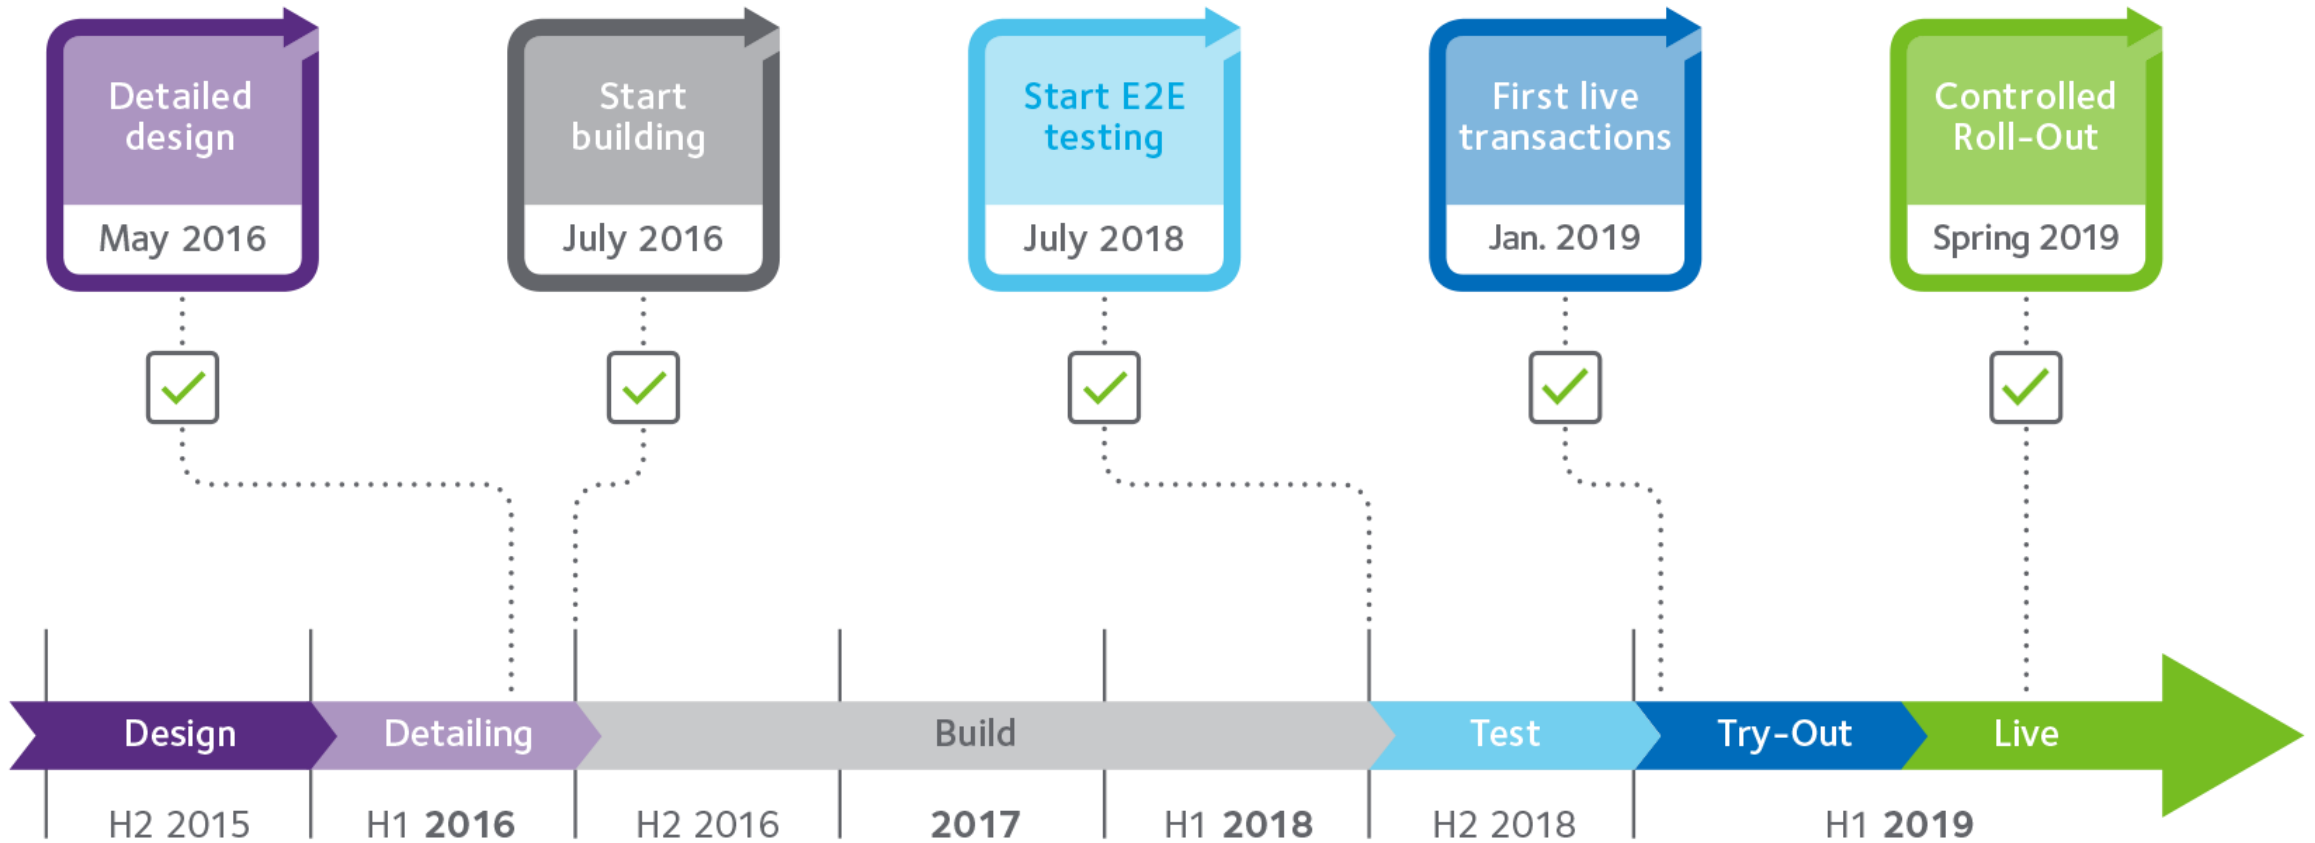 Detailed
design
May 2016
Start
building
July 2016
Start E2E
testing
July 2018
First live
transactions
Jan. 2019
Controlled
Roll-Out
Spring 2019
Design
Detailing
Build
Test
Try-Out
Live
H2 2015
H1 2016
H2 2016
2017
H1 2018
H2 2018
H1 2019